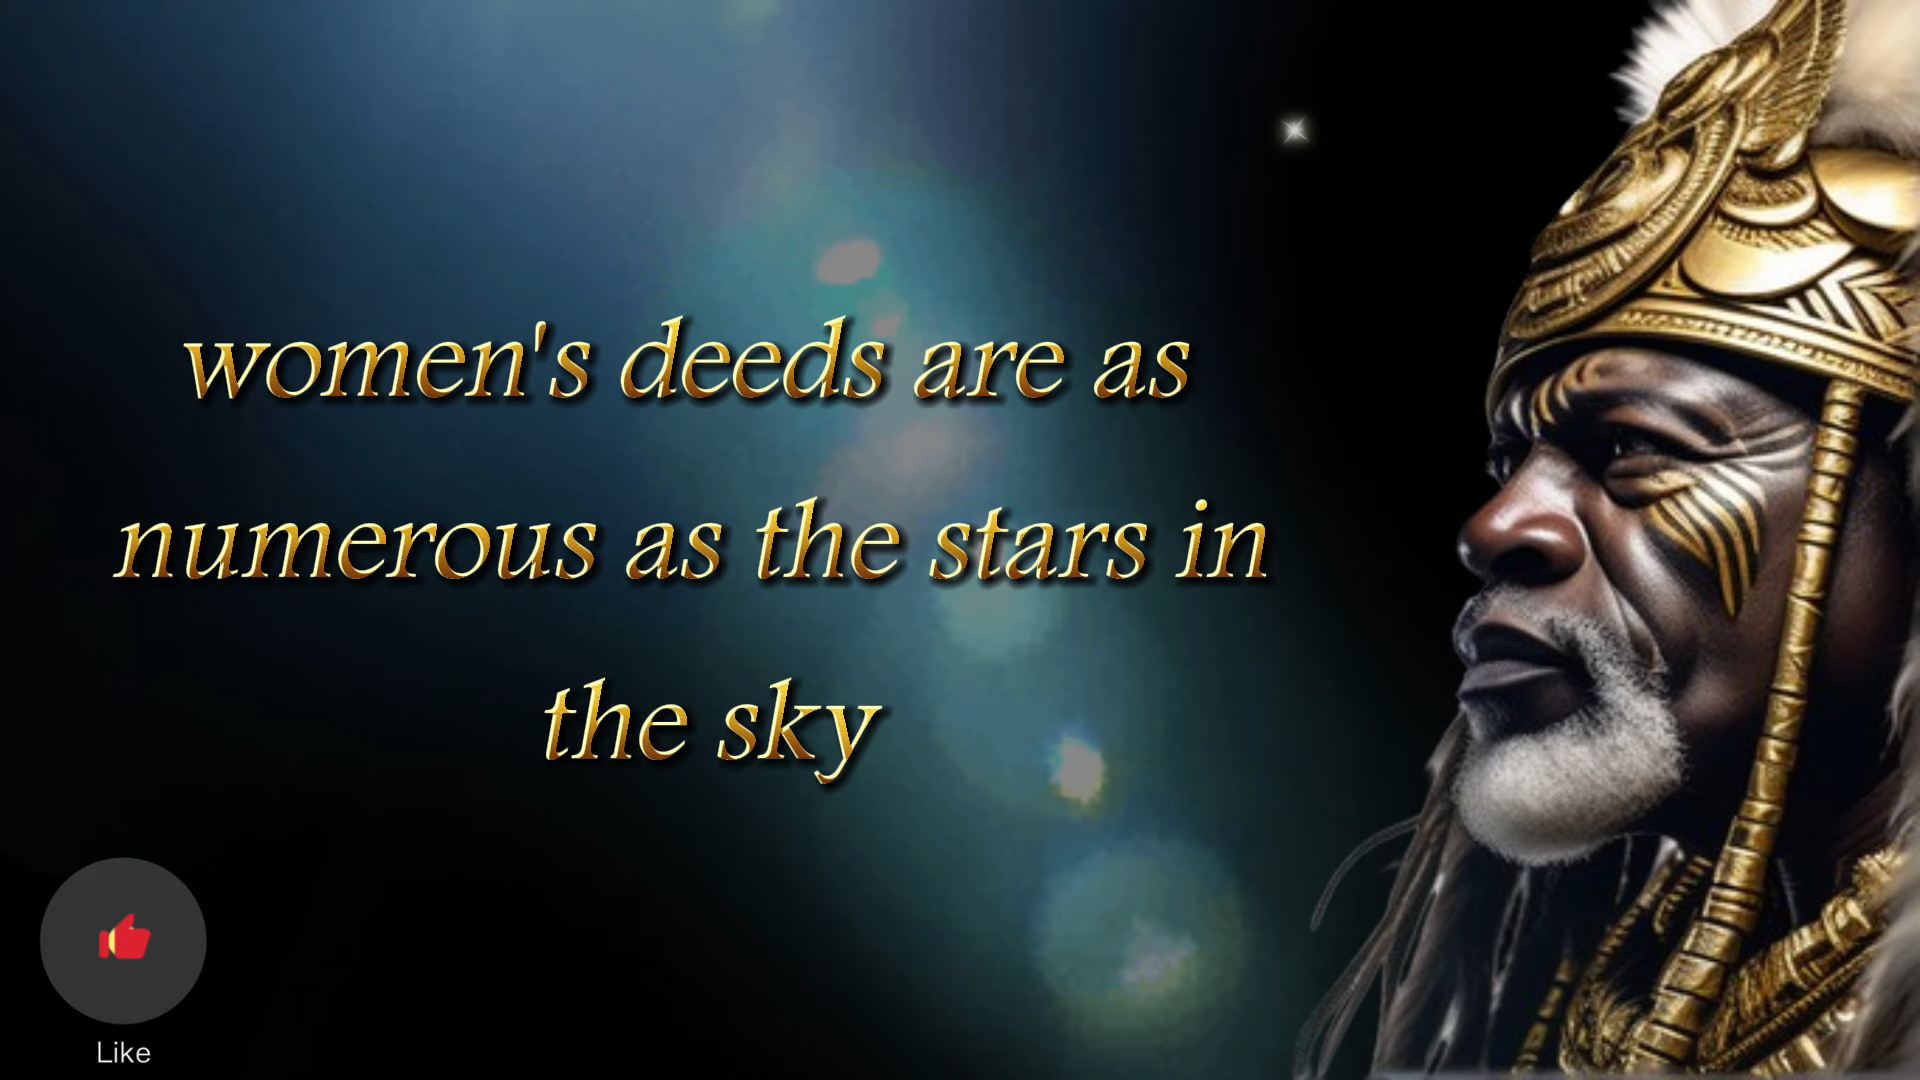 women's deeds are as
numerous as the stars in
the sky
Like